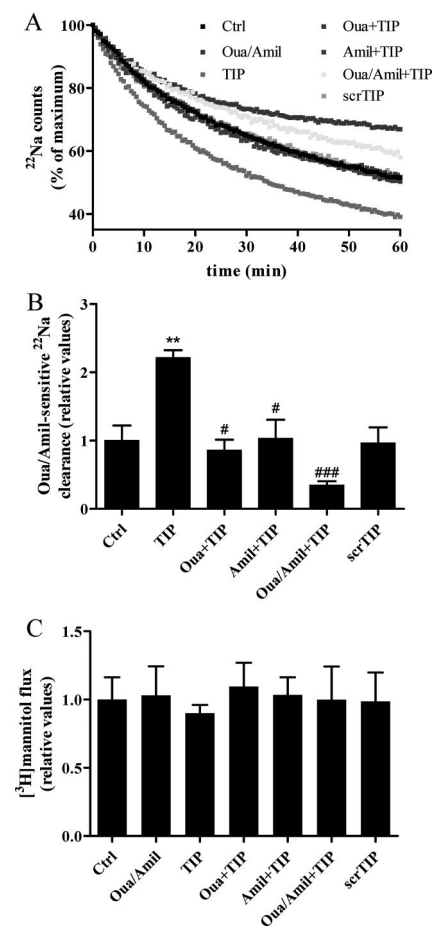 A
Ctrl
Oua/Amil
TIP
Oua+TIP
Amil+TIP
Oua/Amil+TIP
scrTIP
²²Na counts
(% of maximum)
100
80
60
40
0 10 20 30 40 50 60
time (min)
B
Oua/Amil-sensitive ²²Na
clearance (relative values)
3
2
1
0
**
#
#
###
Ctrl
TIP
Oua+TIP
Amil+TIP
Oua/Amil+TIP
scrTIP
C
[³H]mannitol flux
(relative values)
1.5
1.0
0.5
0.0
Ctrl
Oua/Amil
TIP
Oua+TIP
Amil+TIP
Oua/Amil+TIP
scrTIP